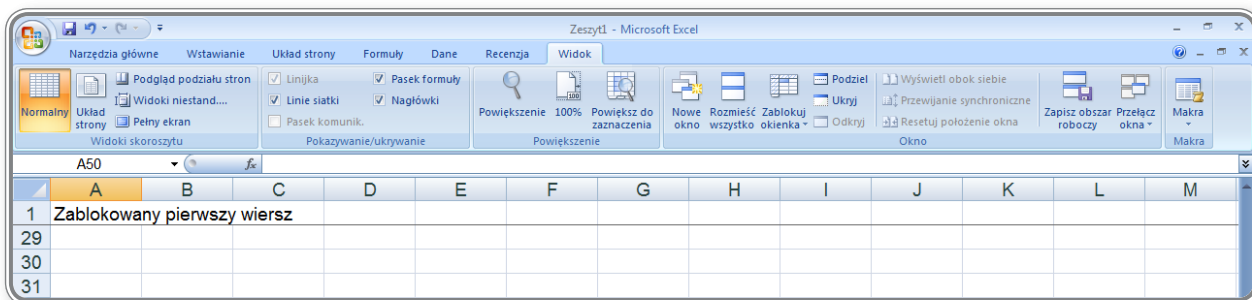 Zeszyt1 - Microsoft Excel
Narzędzia główne Wstawianie Układ strony Formuły Dane Recenzja Widok
Normalny
Układ strony
Podgląd podziału stron
Widoki niestand....
Pełny ekran
Widoki skoroszytu
Linijka
Linie siatki
Pasek komunik.
Pasek formuły
Nagłówki
Pokazywanie/ukrywanie
Powiększenie
100%
Powiększ do zaznaczenia
Powiększenie
Nowe okno
Rozmieść wszystko
Zablokuj okienka
Podziel
Ukryj
Odkryj
Wyświetl obok siebie
Przewijanie synchroniczne
Resetuj położenie okna
Zapisz obszar roboczy
Przełącz okna
Okno
Makra
Makra
A50 fx
A B C D E F G H I J K L M
1 Zablokowany pierwszy wiersz
29
30
31